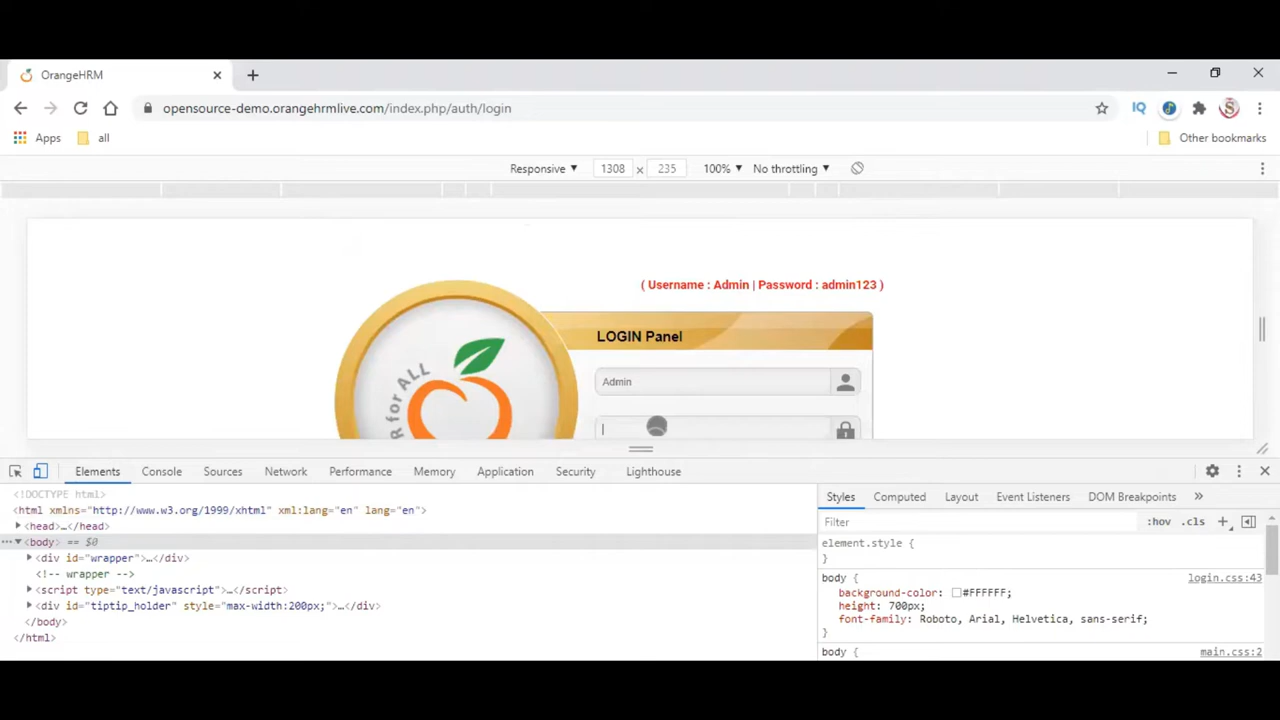 OrangeHRM
opensource-demo.orangehrmlive.com/index.php/auth/login
IQ
S
Apps all Other bookmarks
Responsive 1308 x 235 100% No throttling
( Username : Admin | Password : admin123 )
LOGIN Panel
Admin
R for ALL
Elements Console Sources Network Performance Memory Application Security Lighthouse
<!DOCTYPE html>
<html xmlns="http://www.w3.org/1999/xhtml" xml:lang="en" lang="en">
<head>…</head>
<body> == $0
<div id="wrapper">…</div>
<!-- wrapper -->
<script type="text/javascript">…</script>
<div id="tiptip_holder" style="max-width:200px;">…</div>
</body>
</html>
Styles Computed Layout Event Listeners DOM Breakpoints »
Filter :hov .cls +
element.style {
}
body { login.css:43
background-color: #FFFFFF;
height: 700px;
font-family: Roboto, Arial, Helvetica, sans-serif;
}
body { main.css:2